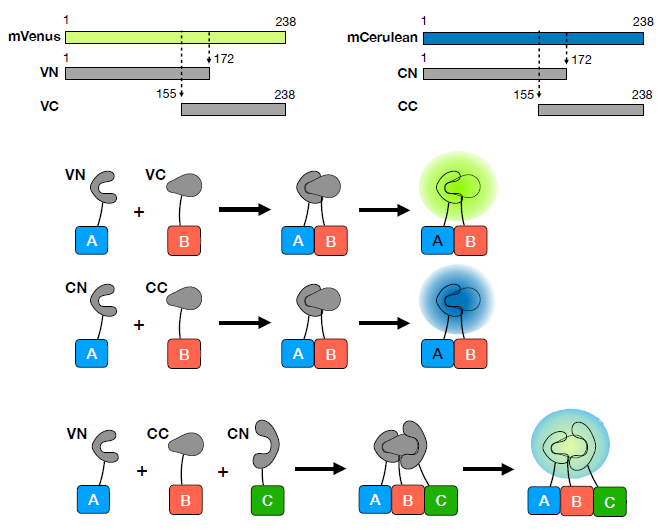 1 238 1 238
mVenus mCerulean
1 172 1 172
VN CN
155 238 155 238
VC CC
VN VC
+
A B A B A B
CN CC
+
A B A B A B
VN CC CN
+ +
A B C A B C A B C